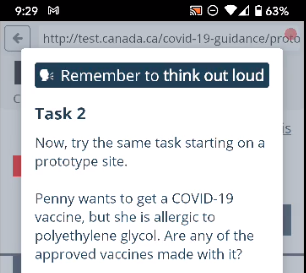 9:29 63%
http://test.canada.ca/covid-19-guidance/proto
Remember to think out loud
Task 2
Now, try the same task starting on a
prototype site.
Penny wants to get a COVID-19
vaccine, but she is allergic to
polyethylene glycol. Are any of the
approved vaccines made with it?